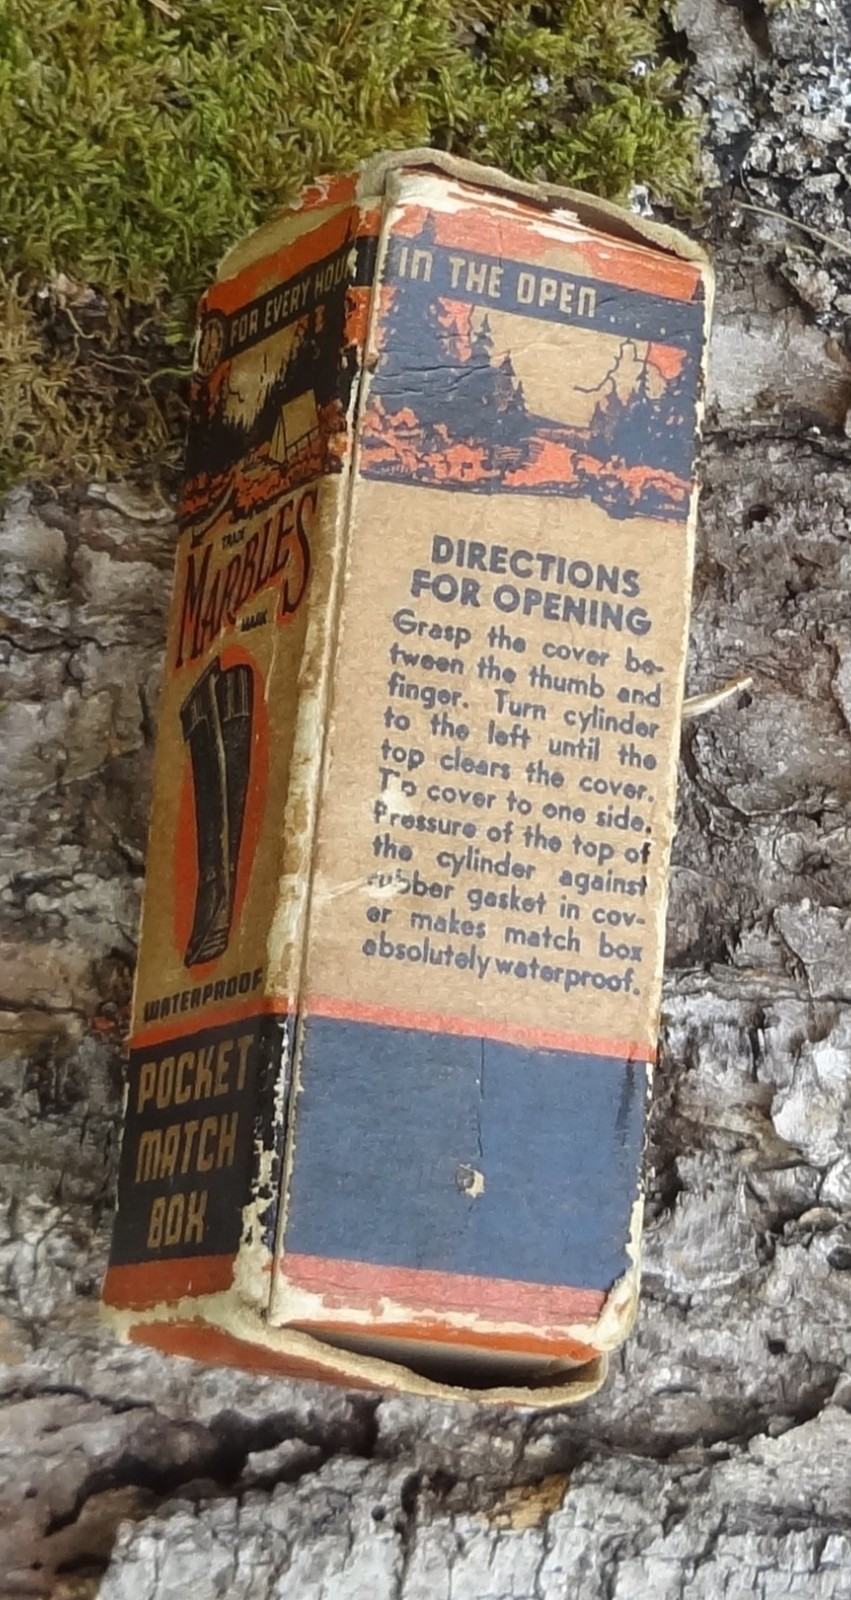 FOR EVERY HOUR
IN THE OPEN ....
TRADE
MARBLES
MARK
WATERPROOF
POCKET
MATCH
BOX
DIRECTIONS
FOR OPENING
Grasp the cover be-
tween the thumb and
finger. Turn cylinder
to the left until the
top clears the cover.
Tip cover to one side.
Pressure of the top of
the cylinder against
rubber gasket in cov-
er makes match box
absolutely waterproof.